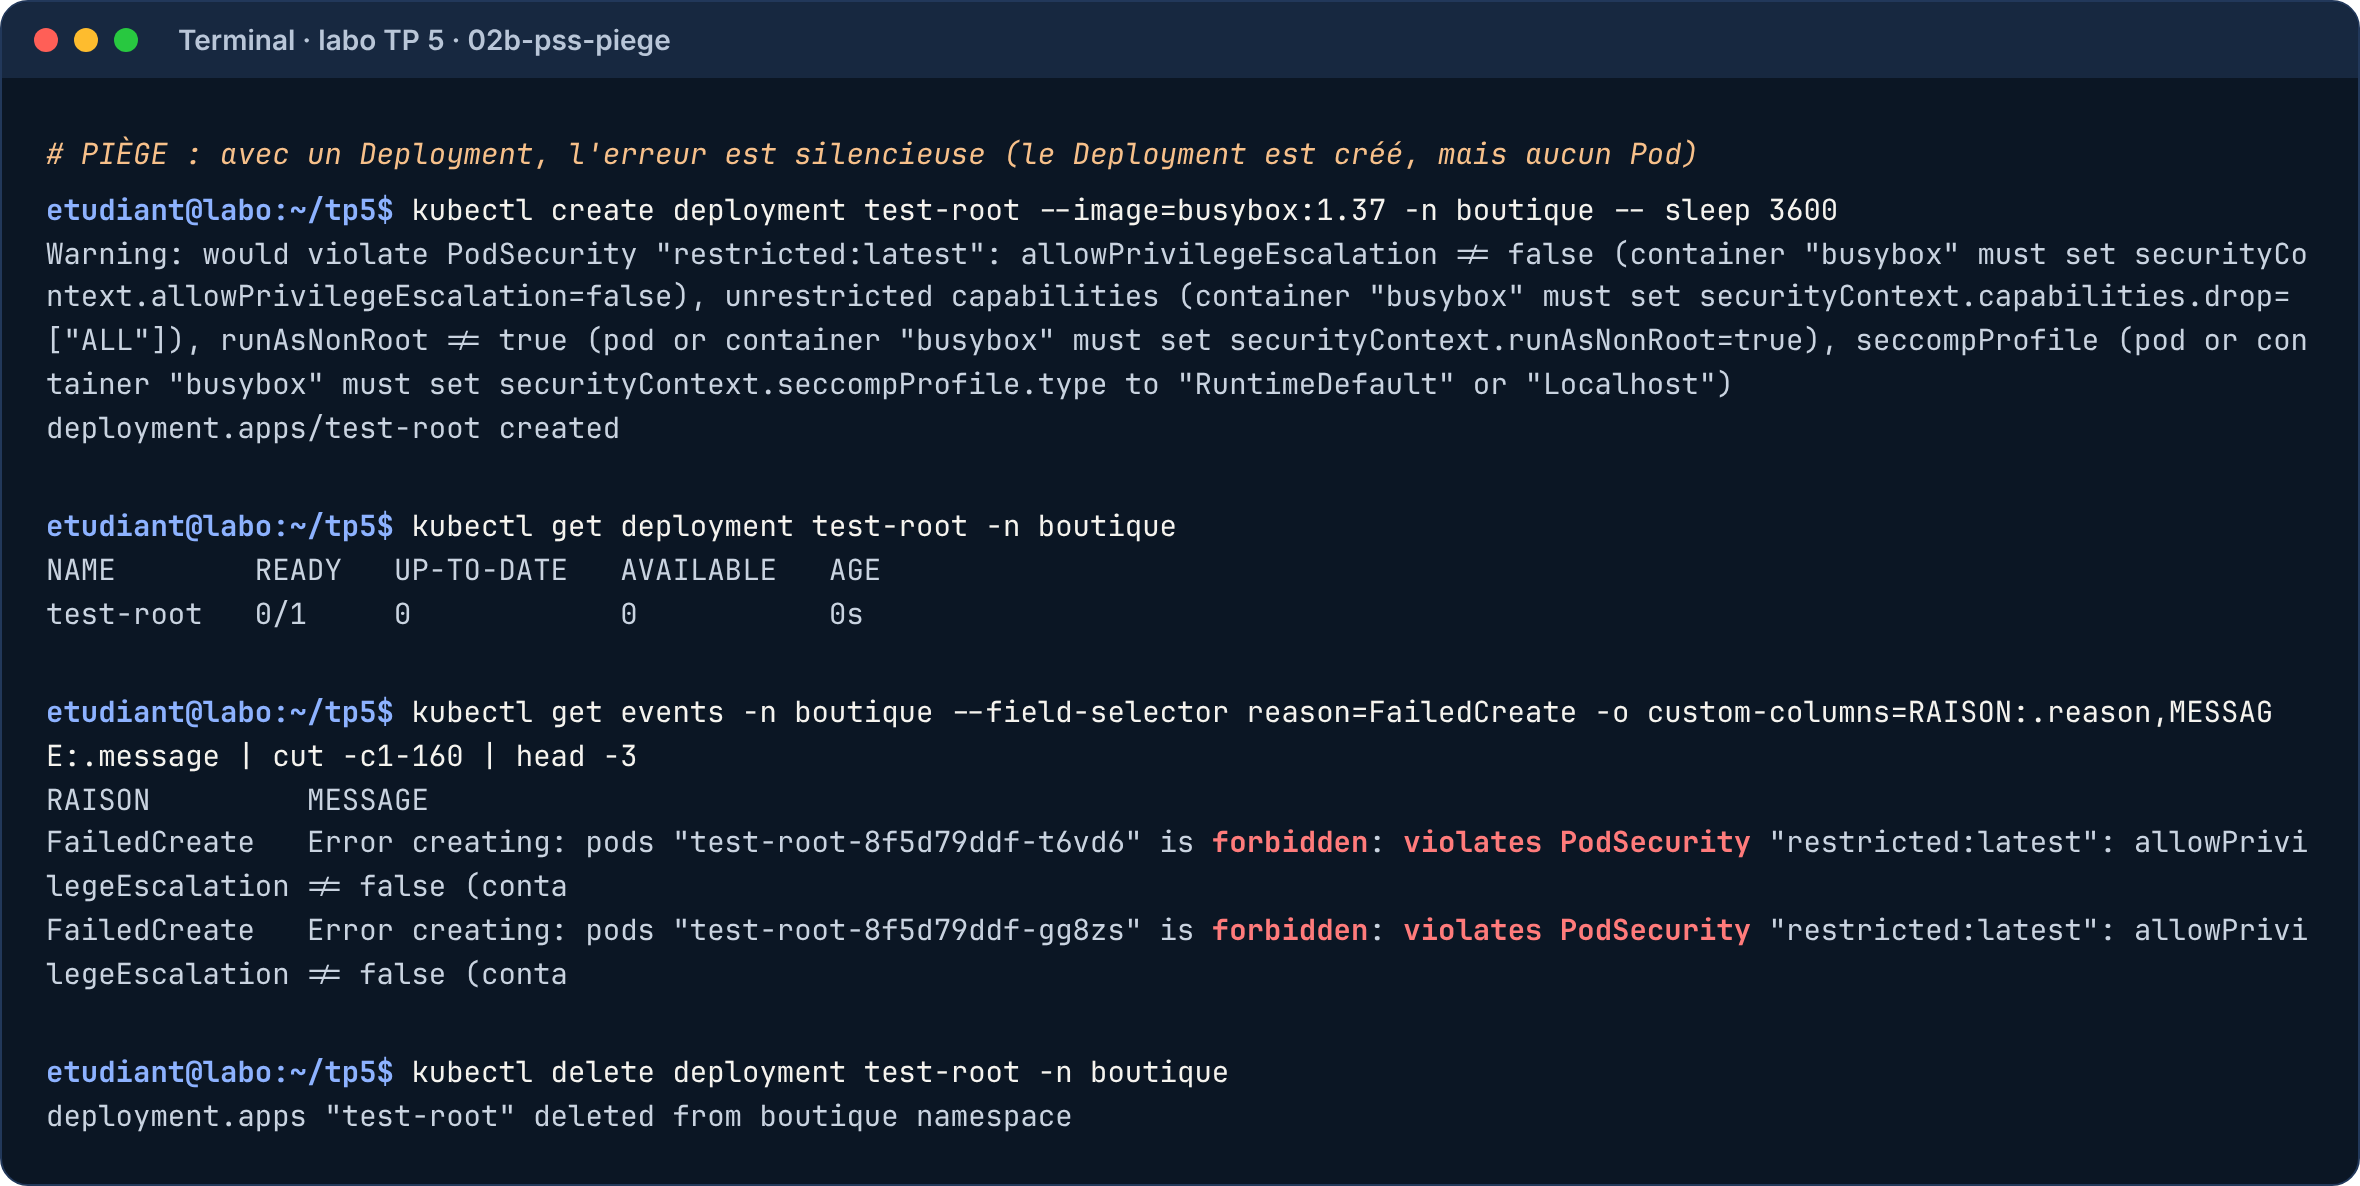 Terminal · labo TP 5 · 02b-pss-piege
# PIÈGE : avec un Deployment, l'erreur est silencieuse (le Deployment est créé, mais aucun Pod)
etudiant@labo:~/tp5$ kubectl create deployment test-root --image=busybox:1.37 -n boutique -- sleep 3600
Warning: would violate PodSecurity "restricted:latest": allowPrivilegeEscalation != false (container "busybox" must set securityCo
ntext.allowPrivilegeEscalation=false), unrestricted capabilities (container "busybox" must set securityContext.capabilities.drop=
["ALL"]), runAsNonRoot != true (pod or container "busybox" must set securityContext.runAsNonRoot=true), seccompProfile (pod or con
tainer "busybox" must set securityContext.seccompProfile.type to "RuntimeDefault" or "Localhost")
deployment.apps/test-root created
etudiant@labo:~/tp5$ kubectl get deployment test-root -n boutique
NAME        READY   UP-TO-DATE   AVAILABLE   AGE
test-root   0/1     0            0           0s
etudiant@labo:~/tp5$ kubectl get events -n boutique --field-selector reason=FailedCreate -o custom-columns=RAISON:.reason,MESSAG
E:.message | cut -c1-160 | head -3
RAISON         MESSAGE
FailedCreate   Error creating: pods "test-root-8f5d79ddf-t6vd6" is forbidden: violates PodSecurity "restricted:latest": allowPrivi
legeEscalation != false (conta
FailedCreate   Error creating: pods "test-root-8f5d79ddf-gg8zs" is forbidden: violates PodSecurity "restricted:latest": allowPrivi
legeEscalation != false (conta
etudiant@labo:~/tp5$ kubectl delete deployment test-root -n boutique
deployment.apps "test-root" deleted from boutique namespace